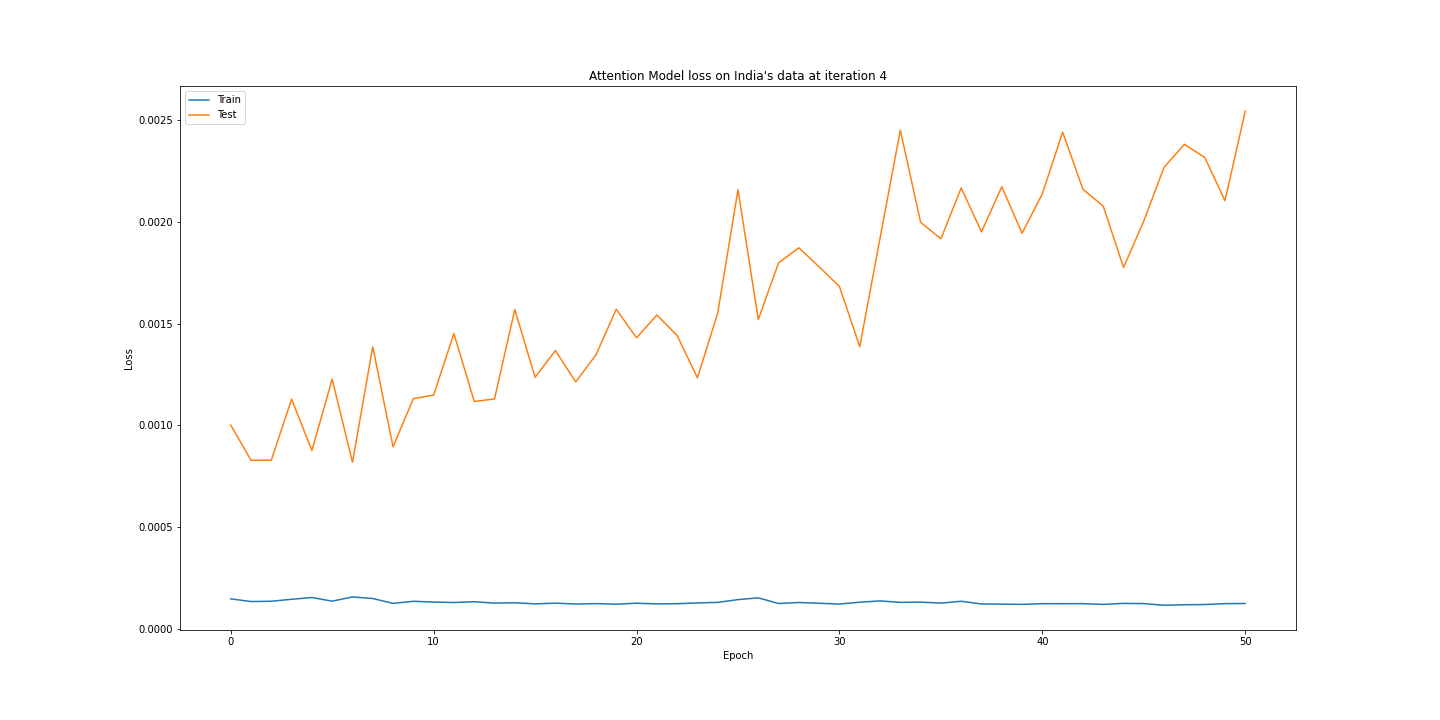 Attention Model loss on India's data at iteration 4
Train
Test
0.0025
0.0020
0.0015
0.0010
0.0005
0.0000
Loss
0 10 20 30 40 50
Epoch